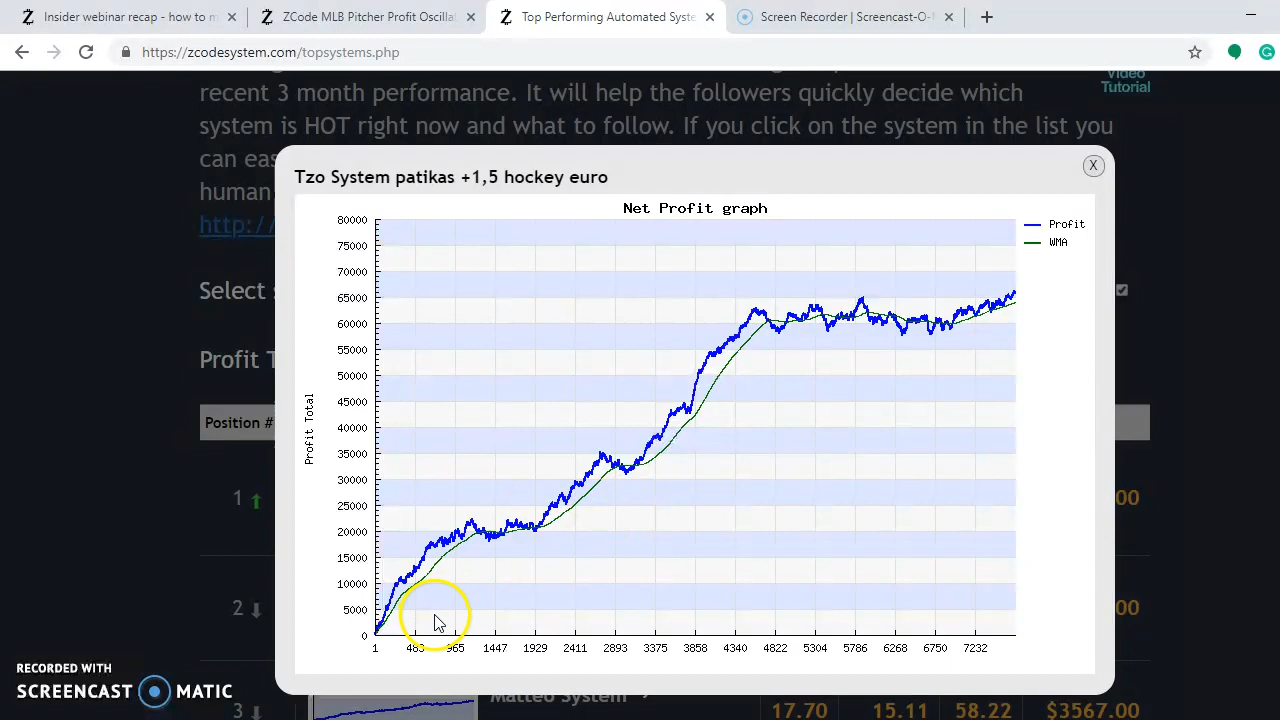 Insider webinar recap - how to m
ZCode MLB Pitcher Profit Oscillat
Top Performing Automated Syste
Screen Recorder | Screencast-O-
https://zcodesystem.com/topsystems.php
Video
Tutorial
recent 3 month performance. It will help the followers quickly decide which
system is HOT right now and what to follow. If you click on the system in the list you
can eas
human
http://
Select
Profit T
Position #
1
2
3
Tzo System patikas +1,5 hockey euro
X
Net Profit graph
Profit
WMA
Profit Total
80000
75000
70000
65000
60000
55000
50000
45000
40000
35000
30000
25000
20000
15000
10000
5000
0
1 483 965 1447 1929 2411 2893 3375 3858 4340 4822 5304 5786 6268 6750 7232
00
00
Matteo System
17.70 15.11 58.22 $3567.00
RECORDED WITH
SCREENCAST MATIC